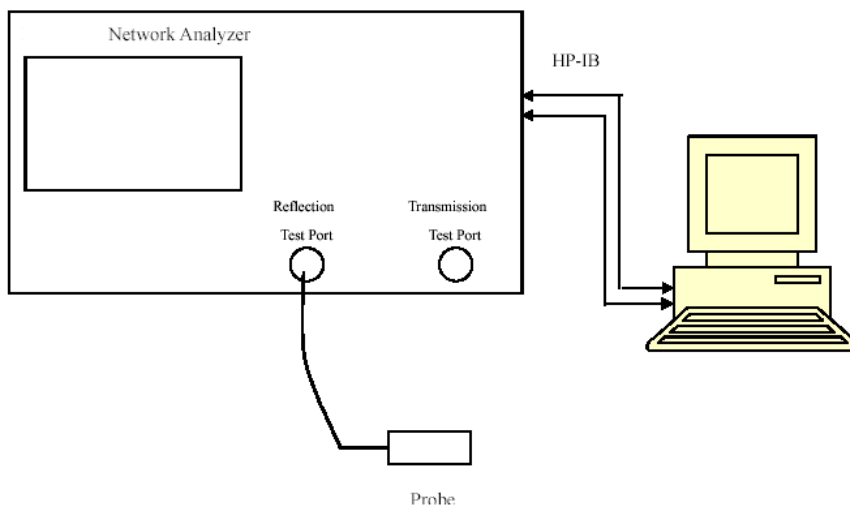 Network Analyzer
HP-IB
Reflection
Test Port
Transmission
Test Port
Probe